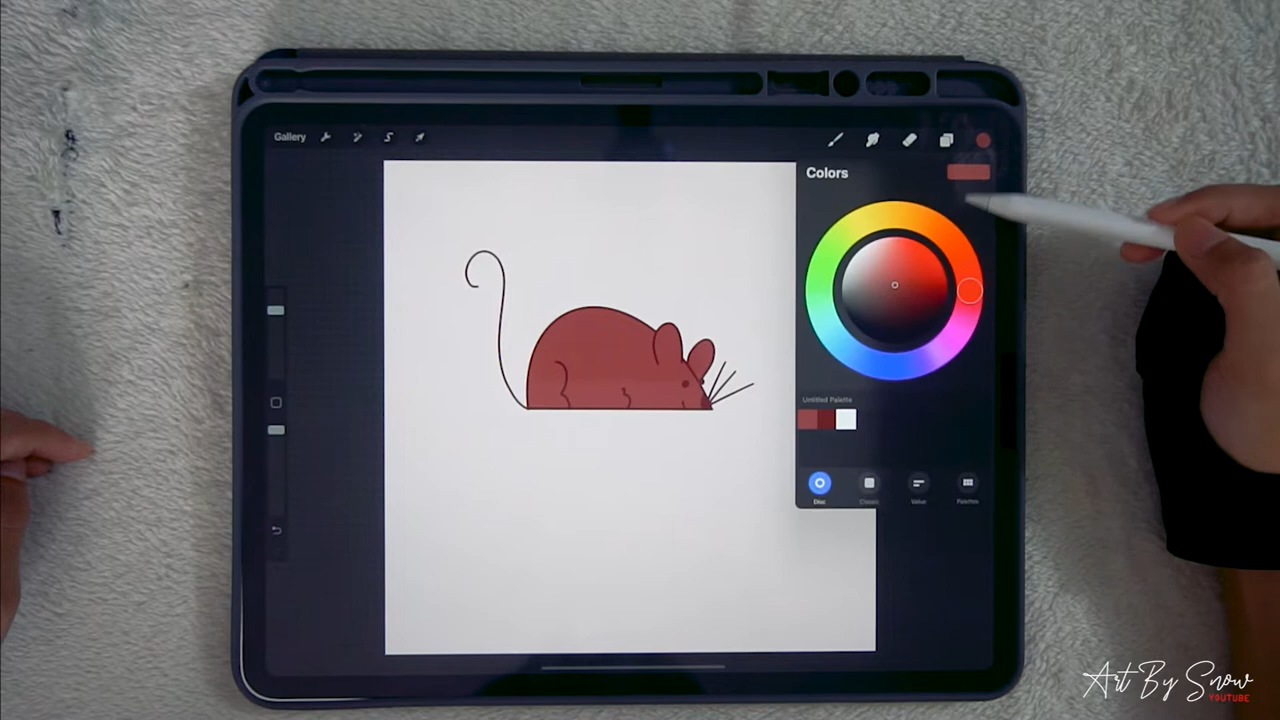 Gallery
Colors
Untitled Palette
Disc
Classic
Value
Palettes
Art By Snow
YOUTUBE